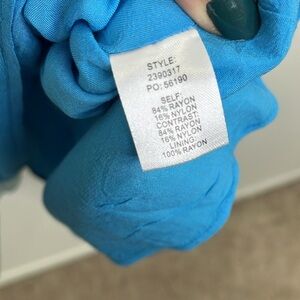 STYLE:
2390317
PO: 56190
SELF:
84% RAYON
16% NYLON
CONTRAST:
84% RAYON
16% NYLON
LINING:
100% RAYON